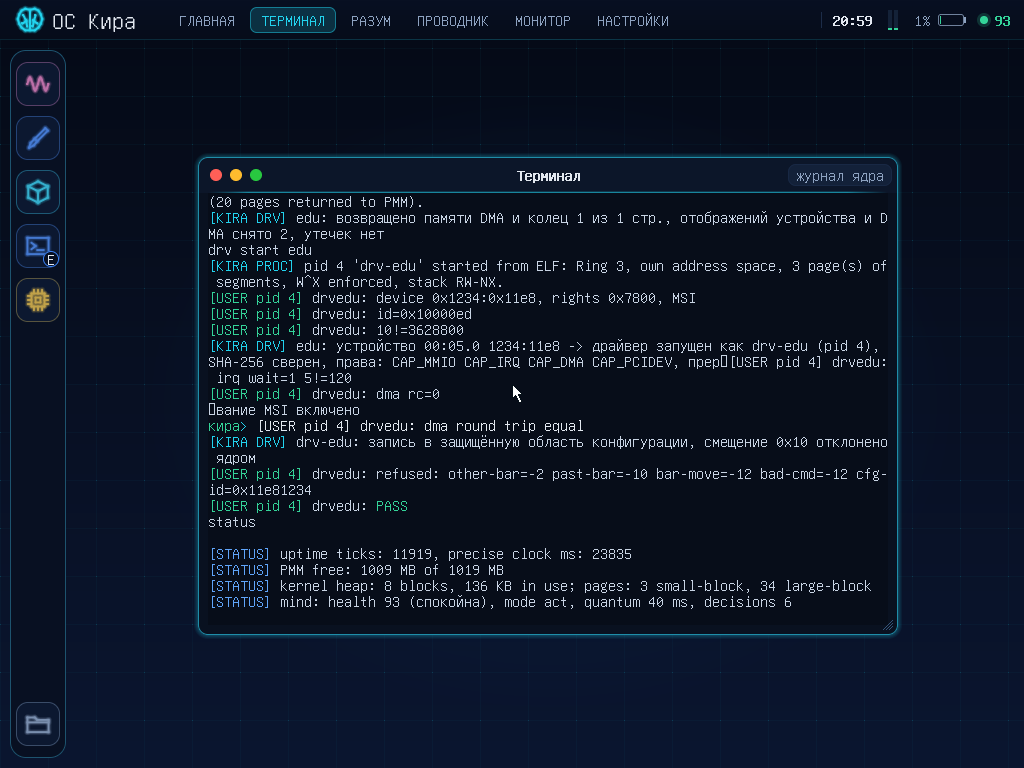 ОС Кира
ГЛАВНАЯ ТЕРМИНАЛ РАЗУМ ПРОВОДНИК МОНИТОР НАСТРОЙКИ
20:59 1% 93
E
Терминал
журнал ядра
(20 pages returned to PMM).
[KIRA DRV] edu: возвращено памяти DMA и колец 1 из 1 стр., отображений устройства и D
MA снято 2, утечек нет
drv start edu
[KIRA PROC] pid 4 'drv-edu' started from ELF: Ring 3, own address space, 3 page(s) of
segments, W^X enforced, stack RW-NX.
[USER pid 4] drvedu: device 0x1234:0x11e8, rights 0x7800, MSI
[USER pid 4] drvedu: id=0x10000ed
[USER pid 4] drvedu: 10!=3628800
[KIRA DRV] edu: устройство 00:05.0 1234:11e8 -> драйвер запущен как drv-edu (pid 4),
SHA-256 сверен, права: CAP_MMIO CAP_IRQ CAP_DMA CAP_PCIDEV, прер▯[USER pid 4] drvedu:
irq wait=1 5!=120
[USER pid 4] drvedu: dma rc=0
▯вание MSI включено
кира> [USER pid 4] drvedu: dma round trip equal
[KIRA DRV] drv-edu: запись в защищённую область конфигурации, смещение 0x10 отклонено
ядром
[USER pid 4] drvedu: refused: other-bar=-2 past-bar=-10 bar-move=-12 bad-cmd=-12 cfg-
id=0x11e81234
[USER pid 4] drvedu: PASS
status
[STATUS] uptime ticks: 11919, precise clock ms: 23835
[STATUS] PMM free: 1009 MB of 1019 MB
[STATUS] kernel heap: 8 blocks, 136 KB in use; pages: 3 small-block, 34 large-block
[STATUS] mind: health 93 (спокойна), mode act, quantum 40 ms, decisions 6